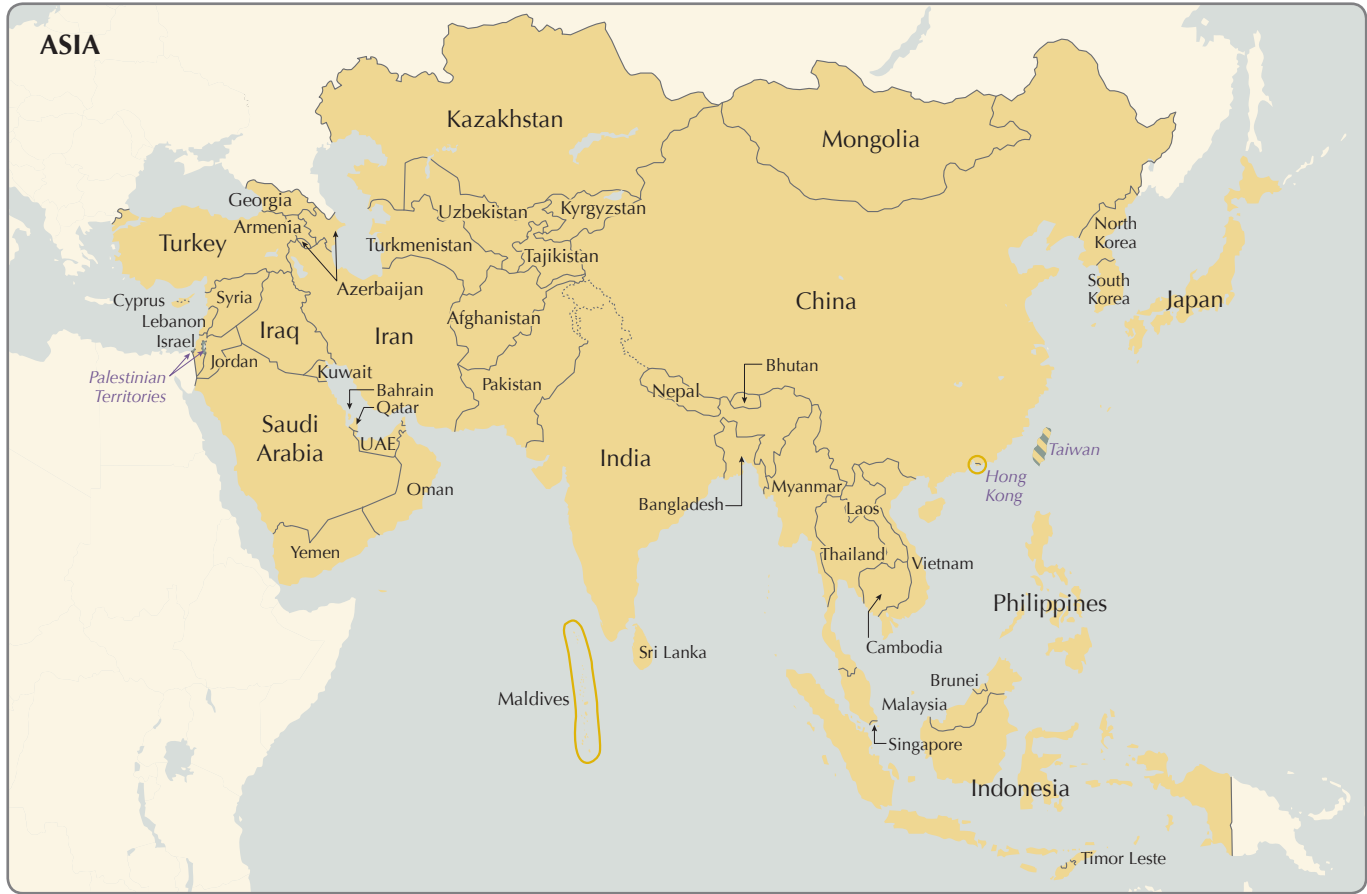 ASIA
Kazakhstan
Mongolia
Georgia
Uzbekistan
Kyrgyzstan
Armenia
Turkey
Turkmenistan
Tajikistan
North
Korea
Azerbaijan
South
Korea
China
Japan
Cyprus
Syria
Lebanon
Israel
Iraq
Iran
Afghanistan
Jordan
Palestinian
Territories
Kuwait
Pakistan
Bahrain
Qatar
Nepal
Bhutan
Saudi
Arabia
UAE
India
Taiwan
Hong
Kong
Oman
Bangladesh
Myanmar
Laos
Yemen
Thailand
Vietnam
Philippines
Cambodia
Sri Lanka
Maldives
Brunei
Malaysia
Singapore
Indonesia
Timor Leste